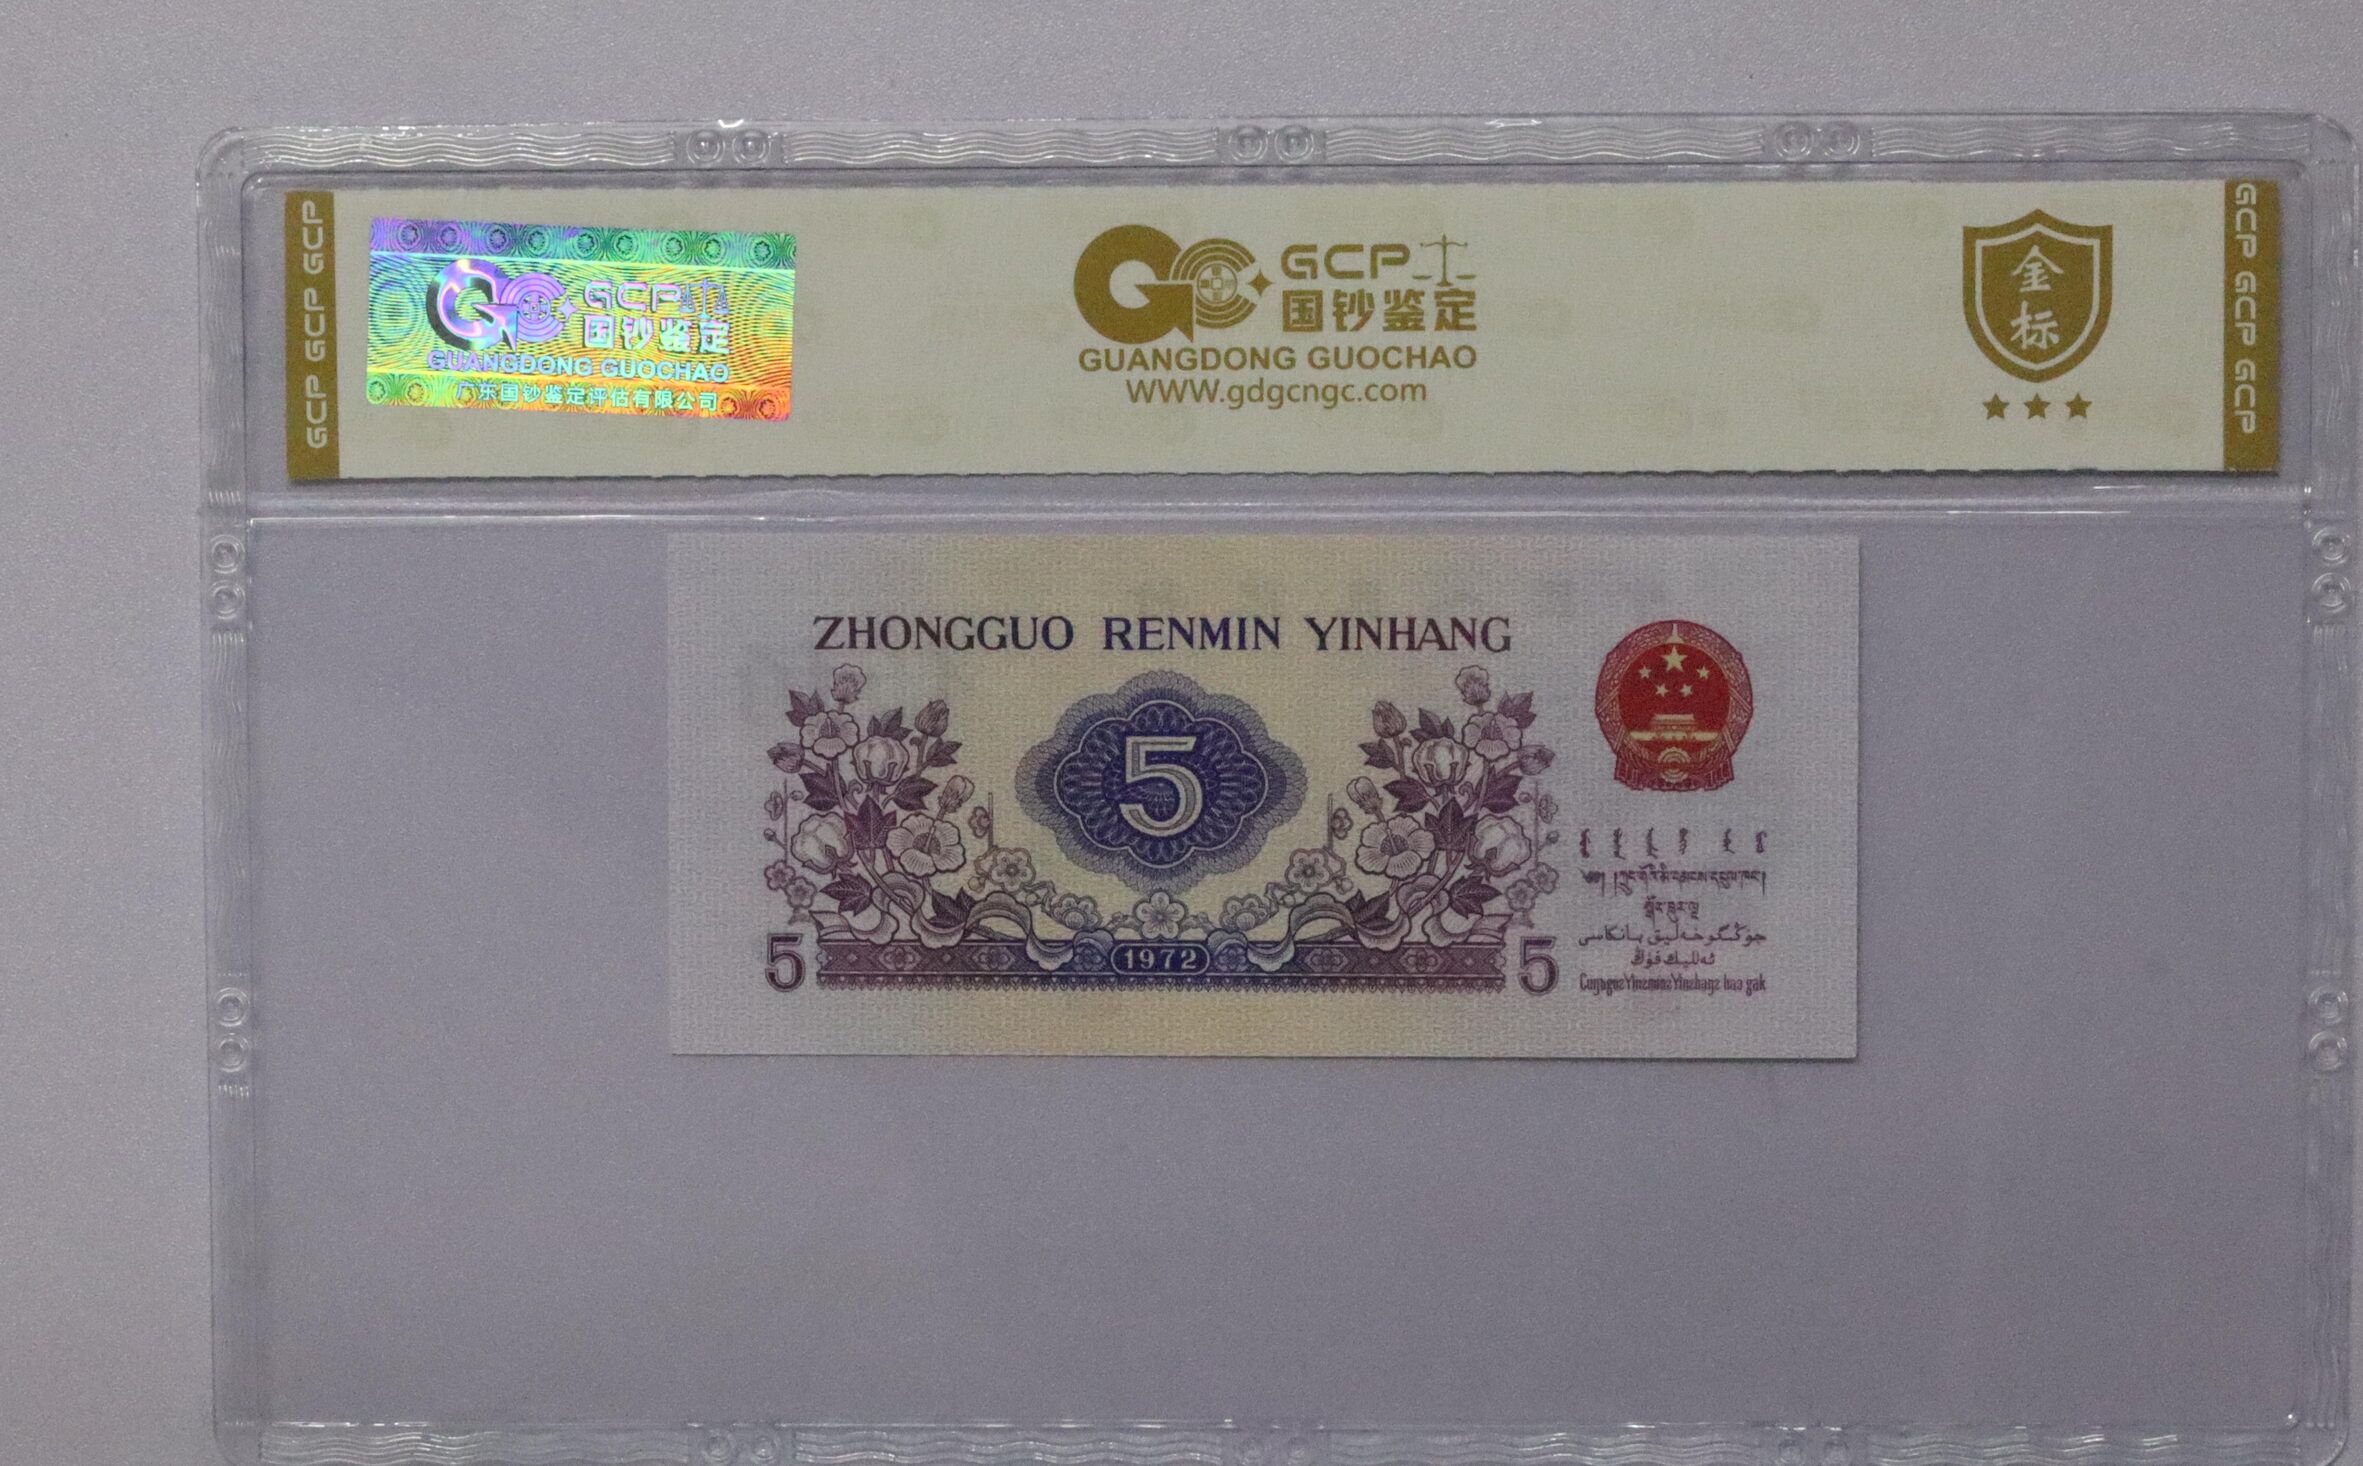 GCP GCP GCP
GCP
国钞鉴定
GUANGDONG GUOCHAO
广东国钞鉴定评估有限公司
GCP
国钞鉴定
GUANGDONG GUOCHAO
WWW.gdgcngc.com
金
标
GCP GCP GCP
ZHONGGUO RENMIN YINHANG
5
5
1972
5